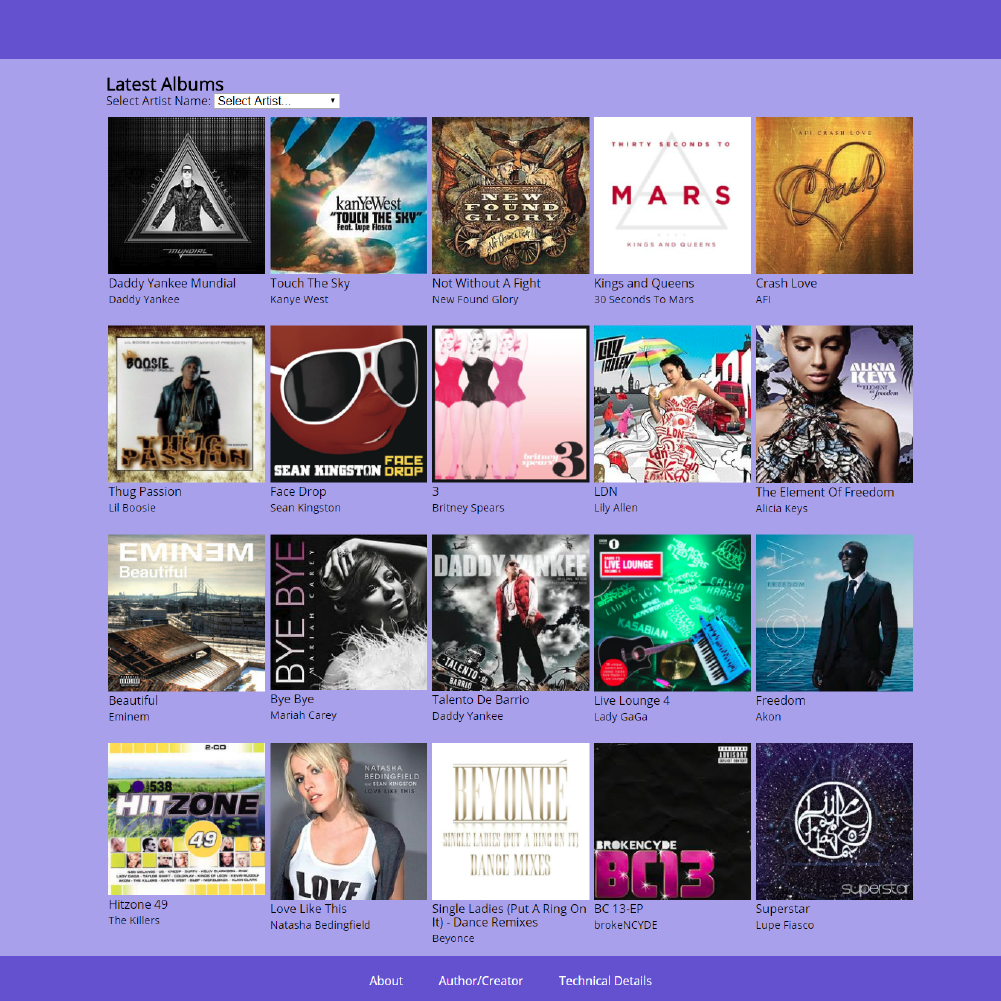 Latest Albums
Select Artist Name: Select Artist...
DADDY YANKEE
MUNDIAL
kanYeWest
"TOUCH THE SKY"
Feat. Lupe Fiasco
NEW
FOUND
GLORY
Not Without A Fight
THIRTY SECONDS TO
MARS
KINGS AND QUEENS
AFI CRASH LOVE
Crash
Daddy Yankee Mundial
Touch The Sky
Not Without A Fight
Kings and Queens
Crash Love
Daddy Yankee
Kanye West
New Found Glory
30 Seconds To Mars
AFI
BOOSIE
THUG
PASSION
SEAN KINGSTON
FACE
DROP
britney
spears
3
LILY
ALLEN
LDN
ALICIA
KEYS
the ELEMENT
of freedom
Thug Passion
Face Drop
3
LDN
The Element Of Freedom
Lil Boosie
Sean Kingston
Britney Spears
Lily Allen
Alicia Keys
EMINEM
Beautiful
BYE BYE
MARIAH CAREY
DADDY YANKEE
TALENTO DE
BARRIO
1
LIVE LOUNGE
LADY GAGA
CALVIN
HARRIS
KASABIAN
AKON
FREEDOM
Beautiful
Bye Bye
Talento De Barrio
Live Lounge 4
Freedom
Eminem
Mariah Carey
Daddy Yankee
Lady GaGa
Akon
2-CD
538
HITZONE
49
NATASHA
BEDINGFIELD
SEAN KINGSTON
LOVE LIKE THIS
LOVE
BEYONCÉ
SINGLE LADIES (PUT A RING ON IT)
DANCE MIXES
PARENTAL
ADVISORY
EXPLICIT CONTENT
BROKENCYDE
BC13
LUPE
FIASCO
superstar
Hitzone 49
Love Like This
Single Ladies (Put A Ring On
It) - Dance Remixes
BC 13-EP
Superstar
The Killers
Natasha Bedingfield
Beyonce
brokeNCYDE
Lupe Fiasco
About
Author/Creator
Technical Details